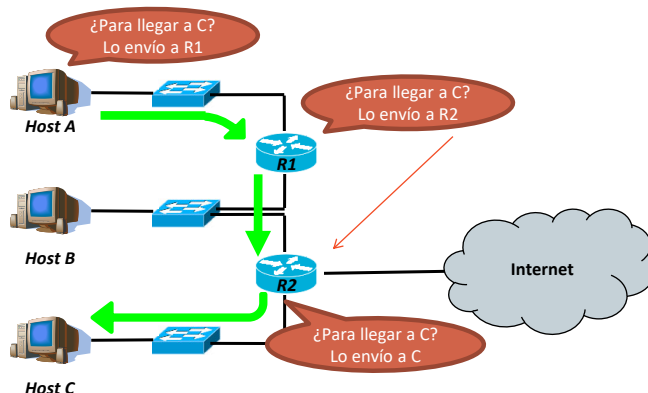 ¿Para llegar a C?
Lo envío a R1
Host A
¿Para llegar a C?
Lo envío a R2
R1
Host B
R2
Internet
¿Para llegar a C?
Lo envío a C
Host C